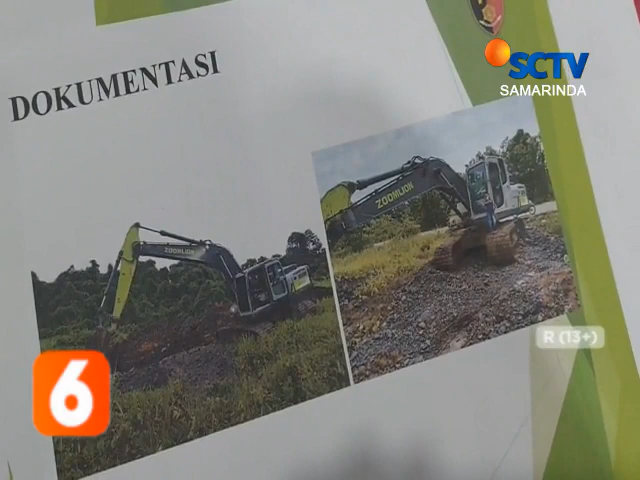 SCTV
SAMARINDA
DOKUMENTASI
ZOOMLION
ZOOMLION
R (13+)
6